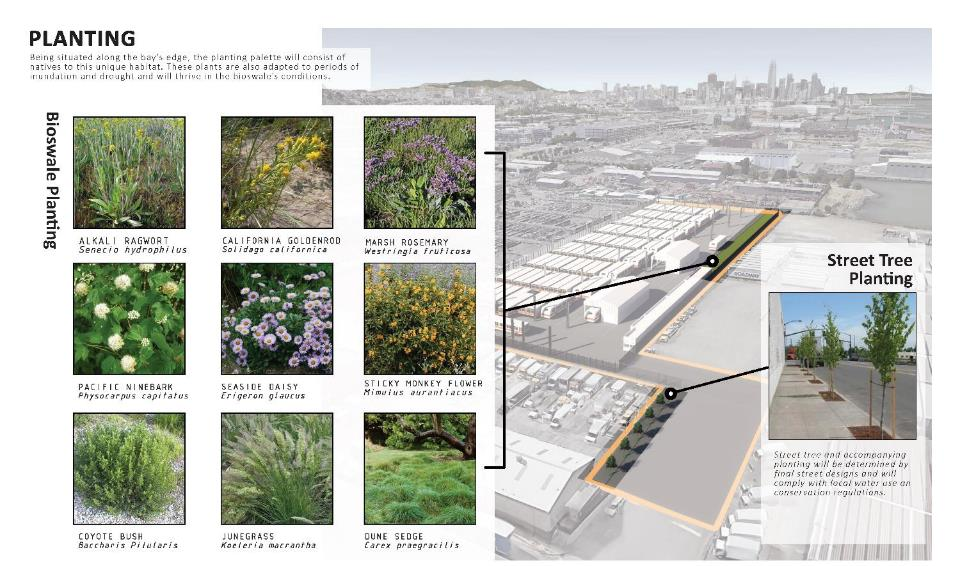 PLANTING
Being situated along the bay's edge, the planting palette will consist of
natives to this unique habitat. These plants are also adapted to periods of
inundation and drought and will thrive in the bioswale's conditions.
Bioswale Planting
ALKALI RAGWORT
Senecio hydrophilus
CALIFORNIA GOLDENROD
Solidago californica
MARSH ROSEMARY
Westringia fruticosa
PACIFIC NINEBARK
Physocarpus capitatus
SEASIDE DAISY
Erigeron glaucus
STICKY MONKEY FLOWER
Mimulus aurantiacus
COYOTE BUSH
Baccharis Pilularis
JUNEGRASS
Koeleria macrantha
DUNE SEDGE
Carex praegracilis
ROADWAY
Street Tree
Planting
Street tree and accompanying
planting will be determined by
final street designs and will
comply with local water use an
conservation regulations.